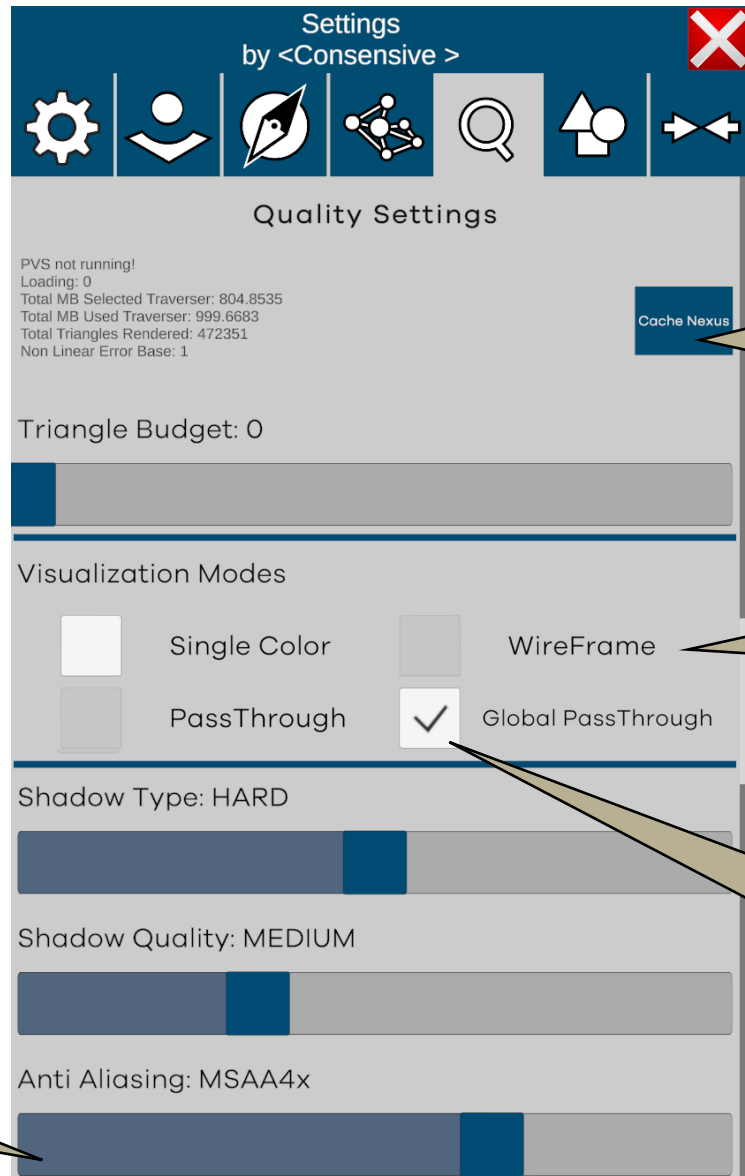 Settings
by <Consensive >
Quality Settings
PVS not running!
Loading: 0
Total MB Selected Traverser: 804.8535
Total MB Used Traverser: 999.6683
Total Triangles Rendered: 472351
Non Linear Error Base: 1
Cache Nexus
Triangle Budget: 0
Visualization Modes
Single Color
WireFrame
PassThrough
Global PassThrough
Shadow Type: HARD
Shadow Quality: MEDIUM
Anti Aliasing: MSAA4x